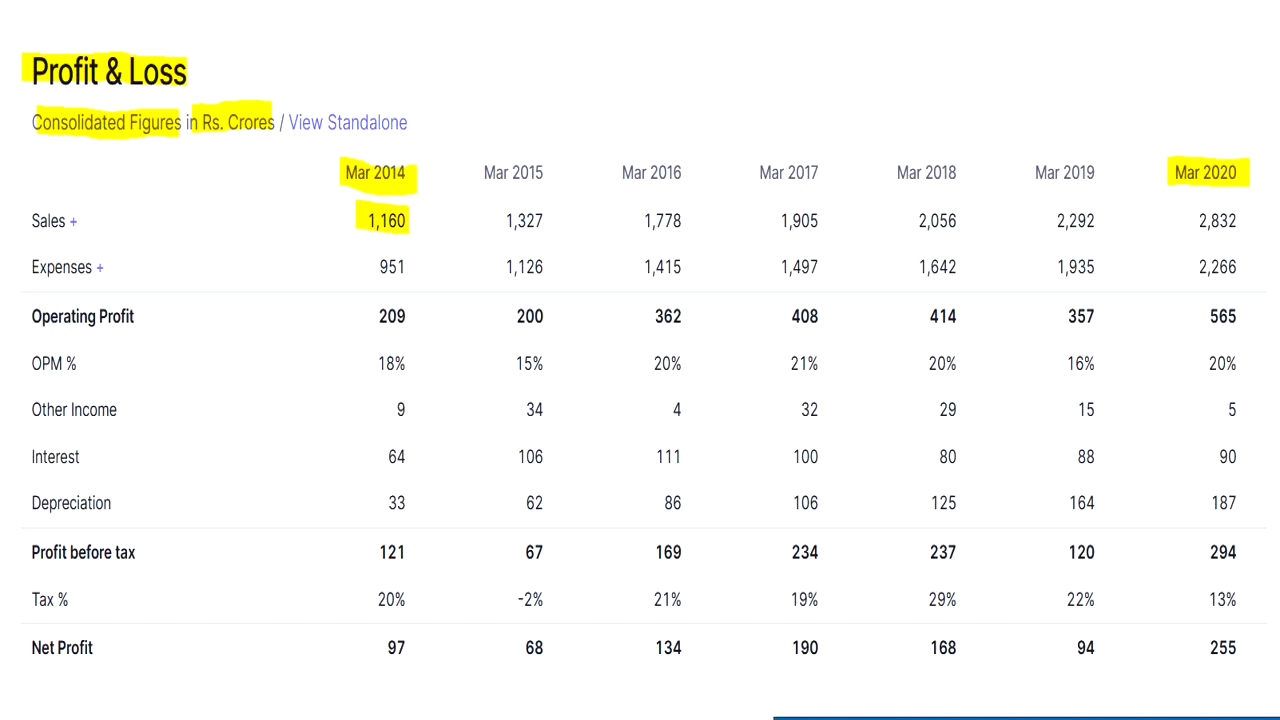 Profit & Loss
Consolidated Figures in Rs. Crores / View Standalone
Mar 2014 Mar 2015 Mar 2016 Mar 2017 Mar 2018 Mar 2019 Mar 2020
Sales + 1,160 1,327 1,778 1,905 2,056 2,292 2,832
Expenses + 951 1,126 1,415 1,497 1,642 1,935 2,266
Operating Profit 209 200 362 408 414 357 565
OPM % 18% 15% 20% 21% 20% 16% 20%
Other Income 9 34 4 32 29 15 5
Interest 64 106 111 100 80 88 90
Depreciation 33 62 86 106 125 164 187
Profit before tax 121 67 169 234 237 120 294
Tax % 20% -2% 21% 19% 29% 22% 13%
Net Profit 97 68 134 190 168 94 255